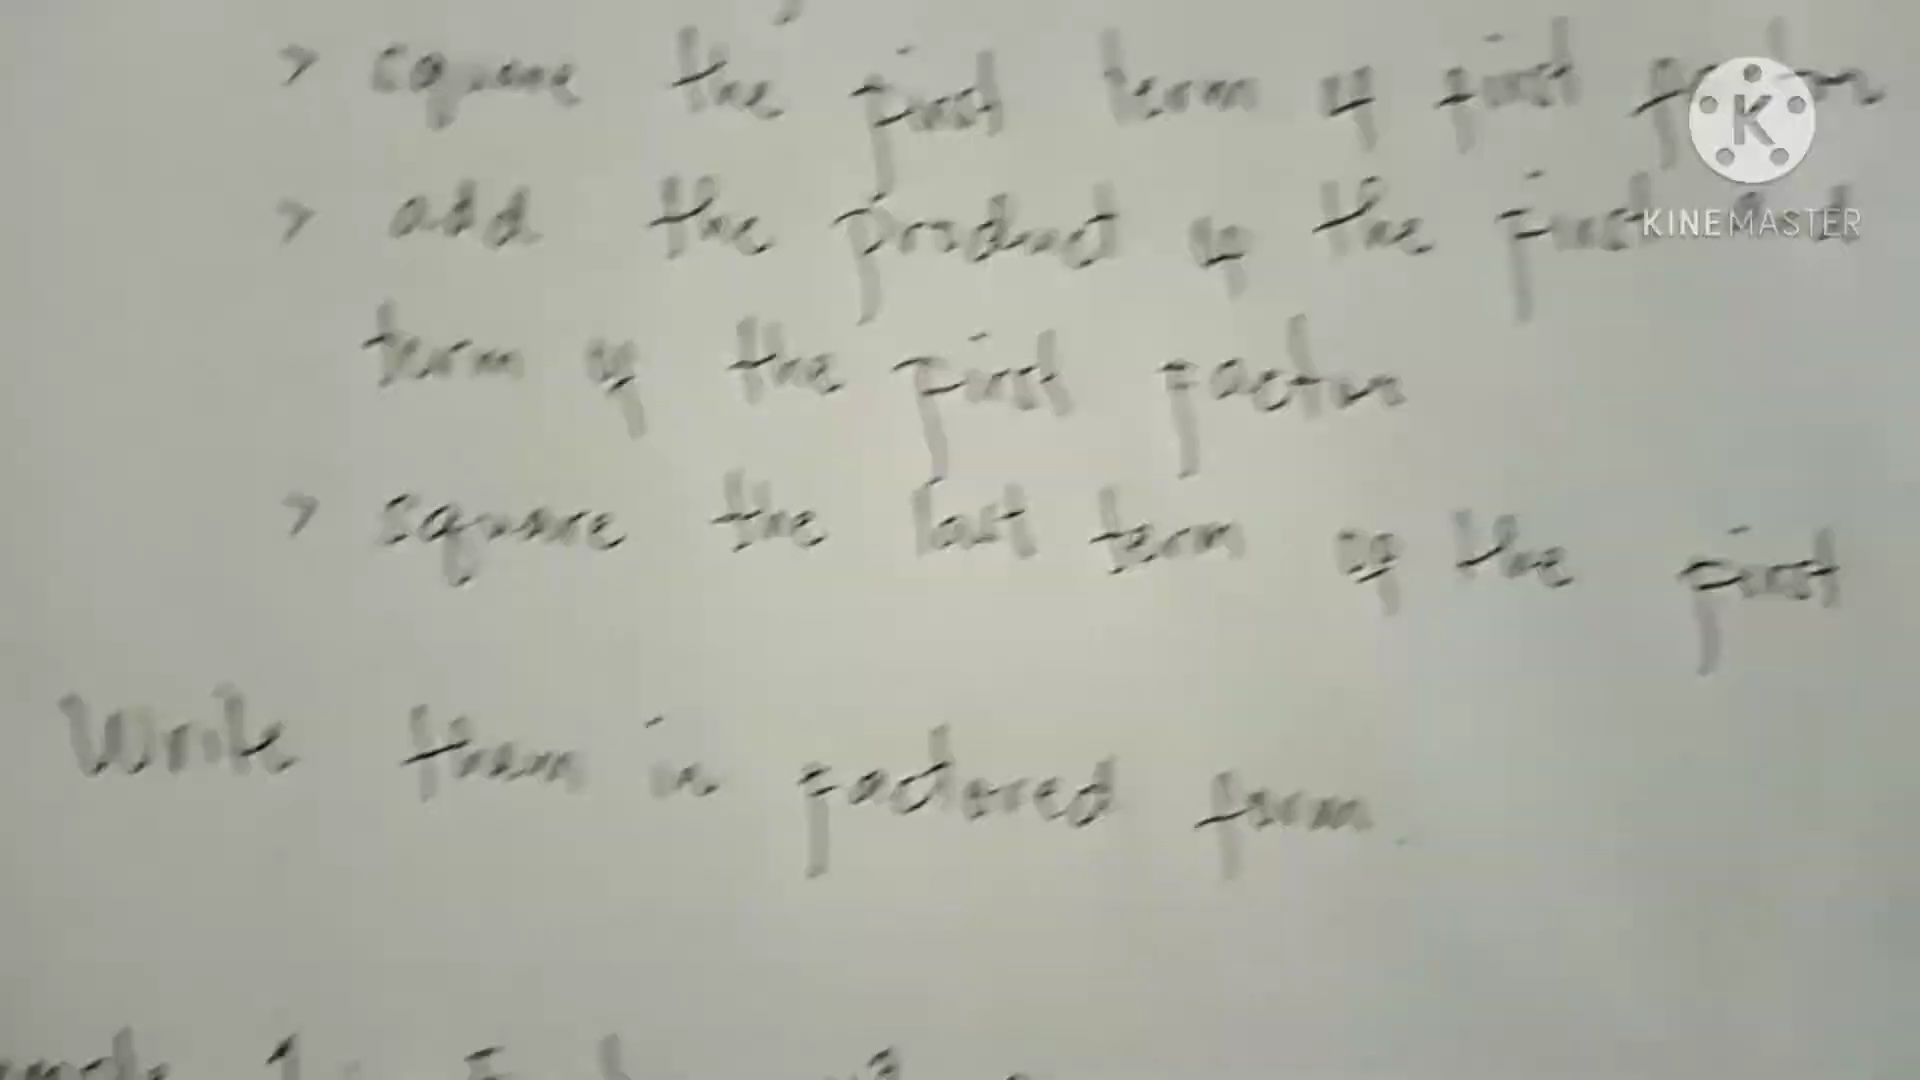 > square the first term of first factor
> add the product of the first and
term of the first factor
> square the last term of the first
Write them in factored form.
KINEMASTER